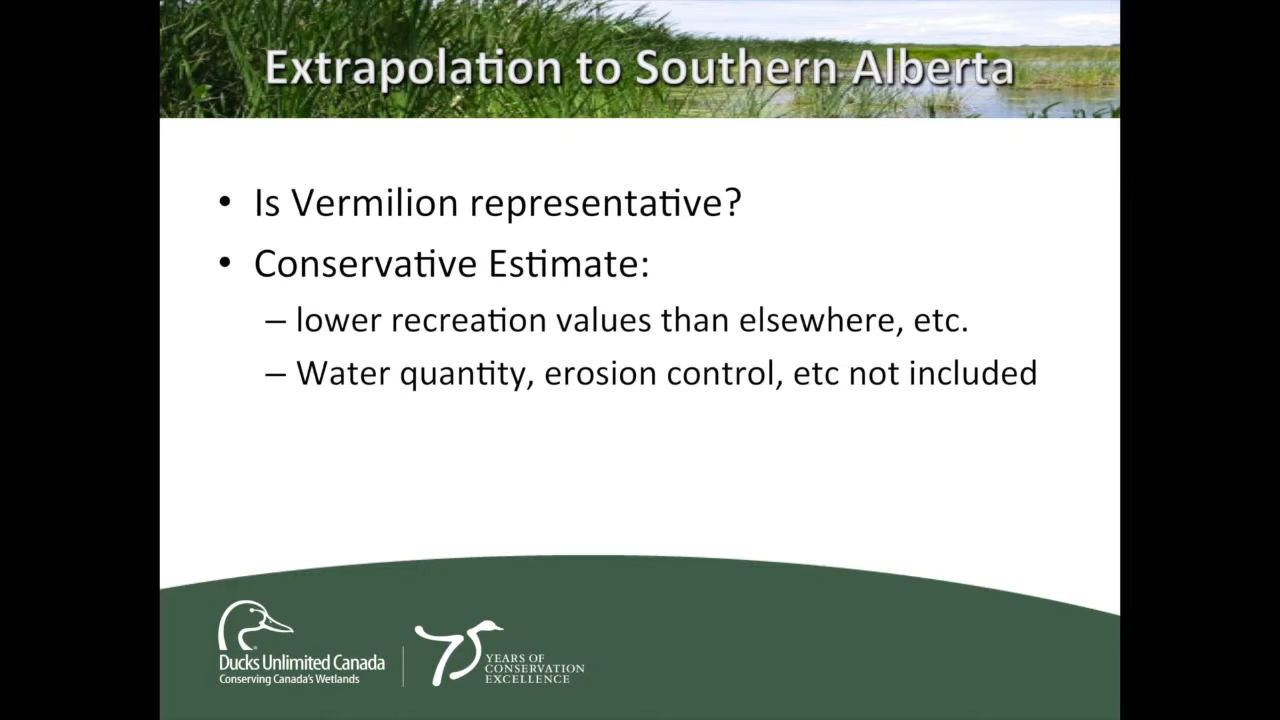 Extrapolation to Southern Alberta
• Is Vermilion representative?
• Conservative Estimate:
– lower recreation values than elsewhere, etc.
– Water quantity, erosion control, etc not included
Ducks Unlimited Canada
Conserving Canada's Wetlands
75
YEARS OF
CONSERVATION
EXCELLENCE